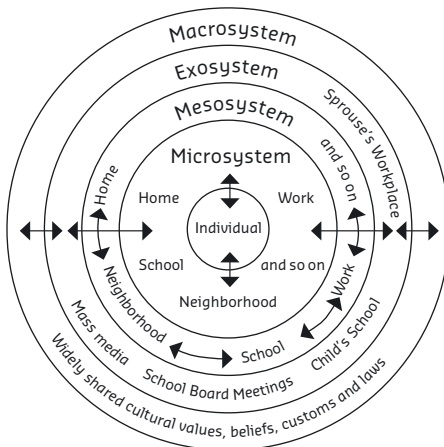 Macrosystem
Exosystem
Mesosystem
Microsystem
Home
Work
Individual
School
and so on
Neighborhood
Home
Neighborhood
School
Work
and so on
Sprouse's Workplace
Mass media
School Board Meetings
Child's School
Widely shared cultural values, beliefs, customs and laws